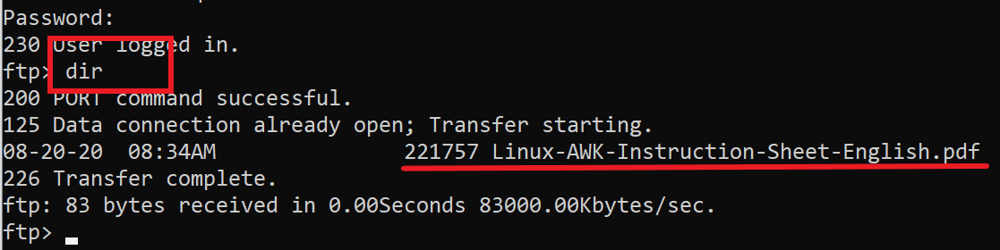 Password:
230 User logged in.
ftp> dir
200 PORT command successful.
125 Data connection already open; Transfer starting.
08-20-20  08:34AM               221757 Linux-AWK-Instruction-Sheet-English.pdf
226 Transfer complete.
ftp: 83 bytes received in 0.00Seconds 83000.00Kbytes/sec.
ftp>